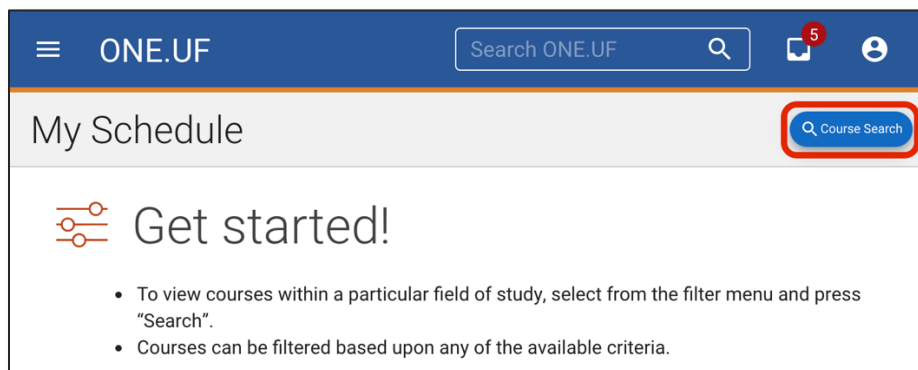 ONE.UF
Search ONE.UF
5
My Schedule
Course Search
Get started!
• To view courses within a particular field of study, select from the filter menu and press
“Search”.
• Courses can be filtered based upon any of the available criteria.